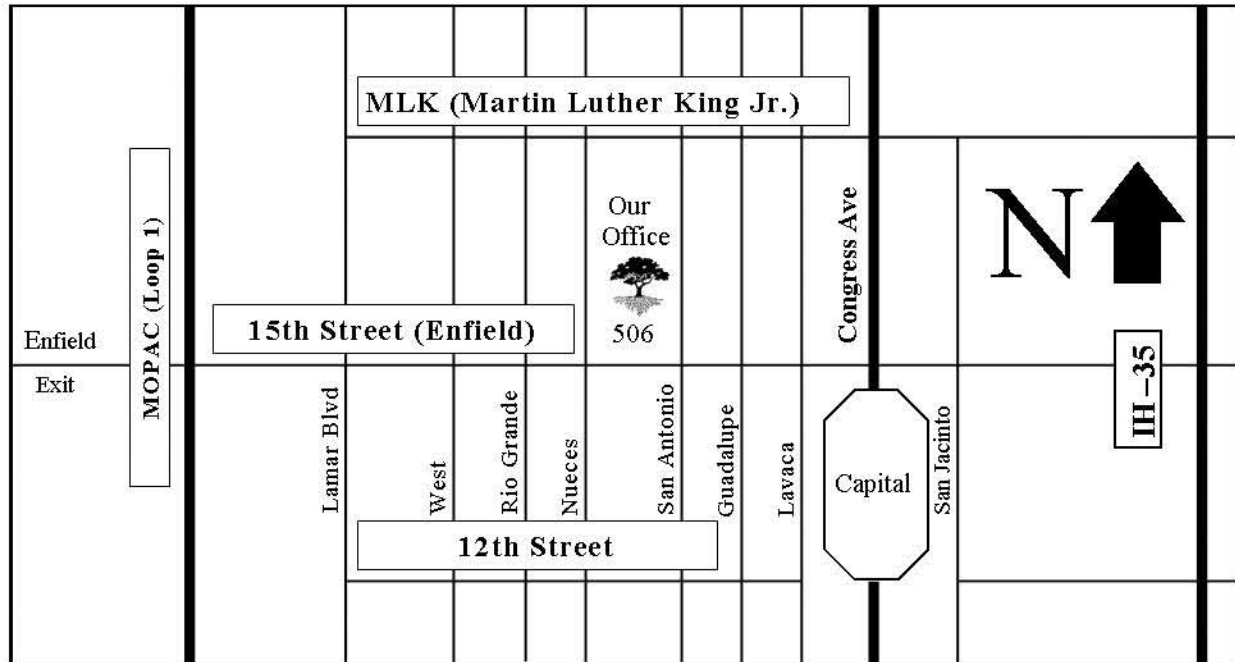 MLK (Martin Luther King Jr.)
MOPAC (Loop 1)
Our
Office
506
Congress Ave
N
15th Street (Enfield)
Enfield
Exit
IH-35
Lamar Blvd
West
Rio Grande
Nueces
San Antonio
Guadalupe
Lavaca
Capital
San Jacinto
12th Street